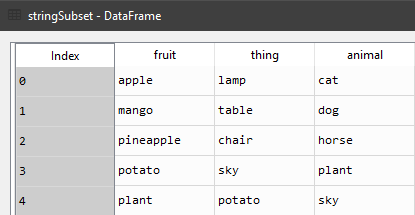 stringSubset - DataFrame
Index fruit thing animal
0 apple lamp cat
1 mango table dog
2 pineapple chair horse
3 potato sky plant
4 plant potato sky